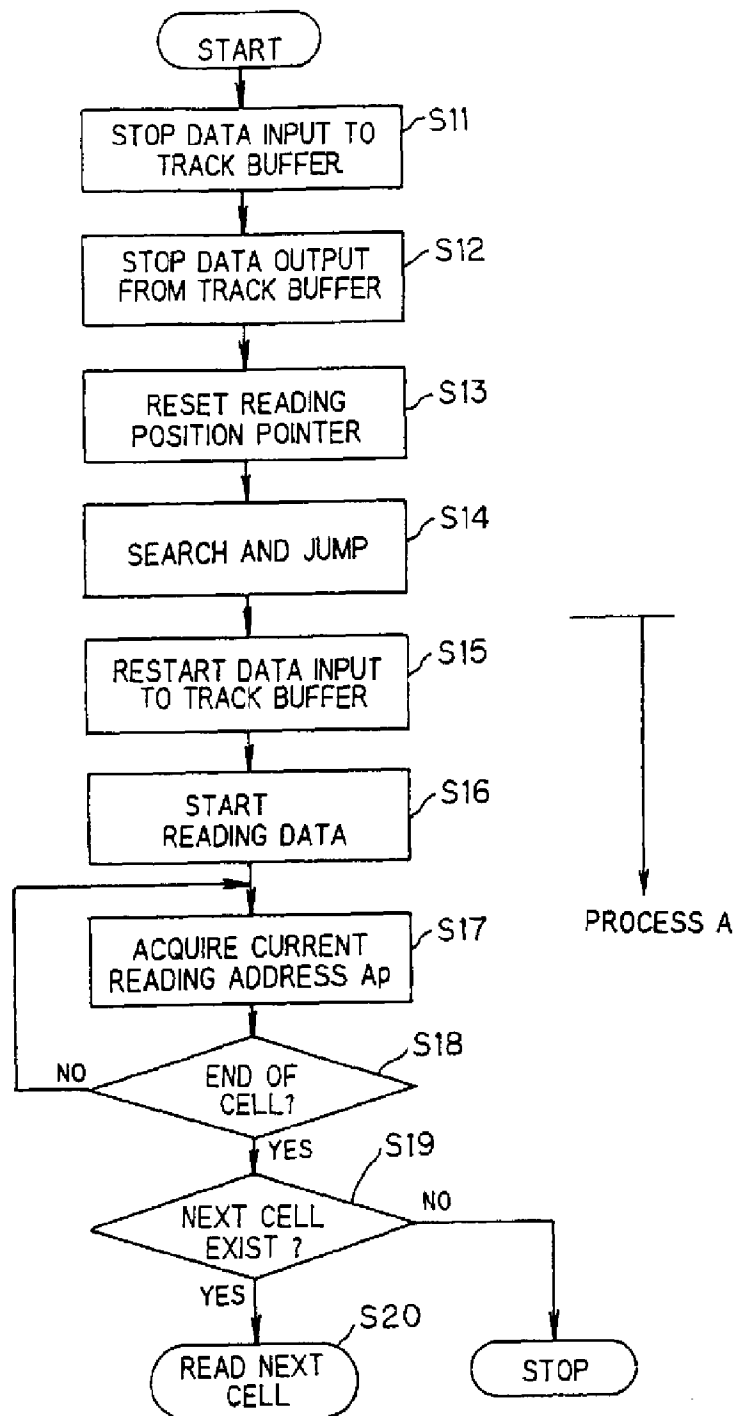 START
S11
STOP DATA INPUT TO
TRACK BUFFER
S12
STOP DATA OUTPUT
FROM TRACK BUFFER
S13
RESET READING
POSITION POINTER
S14
SEARCH AND JUMP
S15
RESTART DATA INPUT
TO TRACK BUFFER
S16
START
READING DATA
PROCESS A
S17
ACQUIRE CURRENT
READING ADDRESS Ap
S18
NO
END OF
CELL?
YES
S19
NO
NEXT CELL
EXIST ?
YES
S20
READ NEXT
CELL
STOP